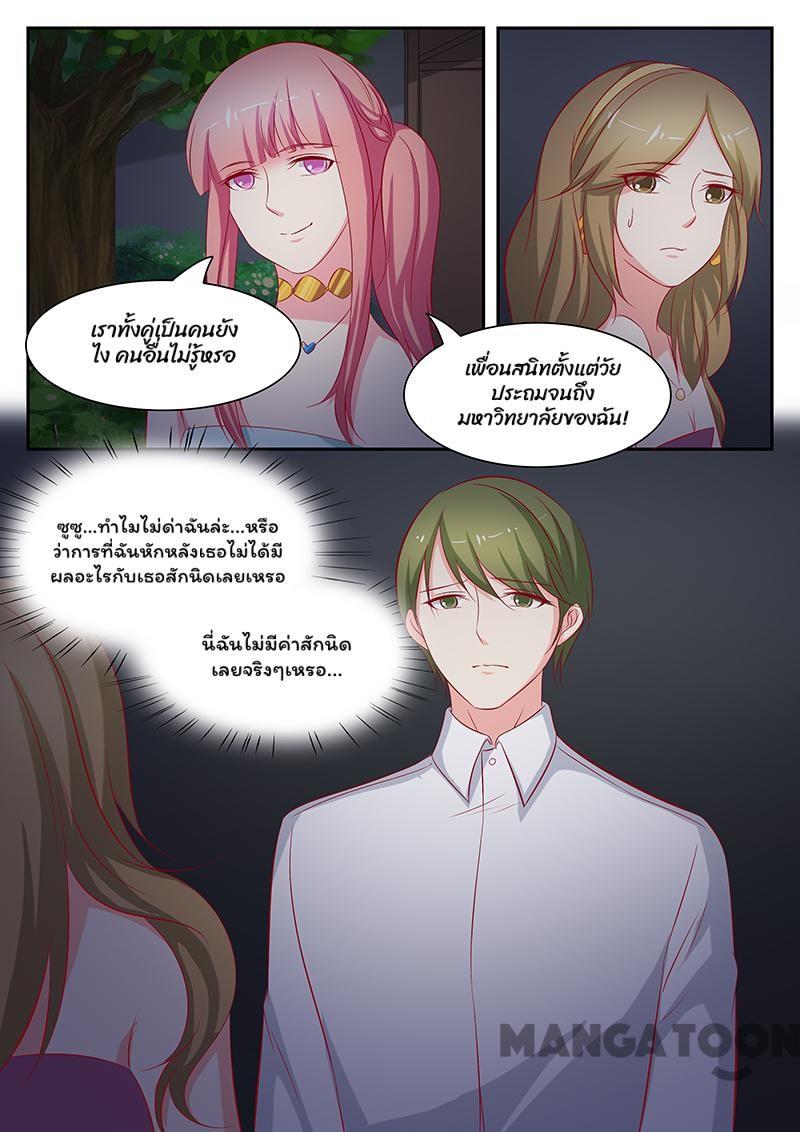 เราทั้งคู่เป็นคนยัง
ไง คนอื่นไม่รู้หรอ
เพื่อนสนิทตั้งแต่วัย
ประถมจนถึง
มหาวิทยาลัยของฉัน!
ซูซู...ทำไมไม่ด่าฉันล่ะ...หรือ
ว่าการที่ฉันหักหลังเธอไม่ได้มี
ผลอะไรกับเธอสักนิดเลยเหรอ
นี่ฉันไม่มีค่าสักนิด
เลยจริงๆเหรอ...
MANGATOON